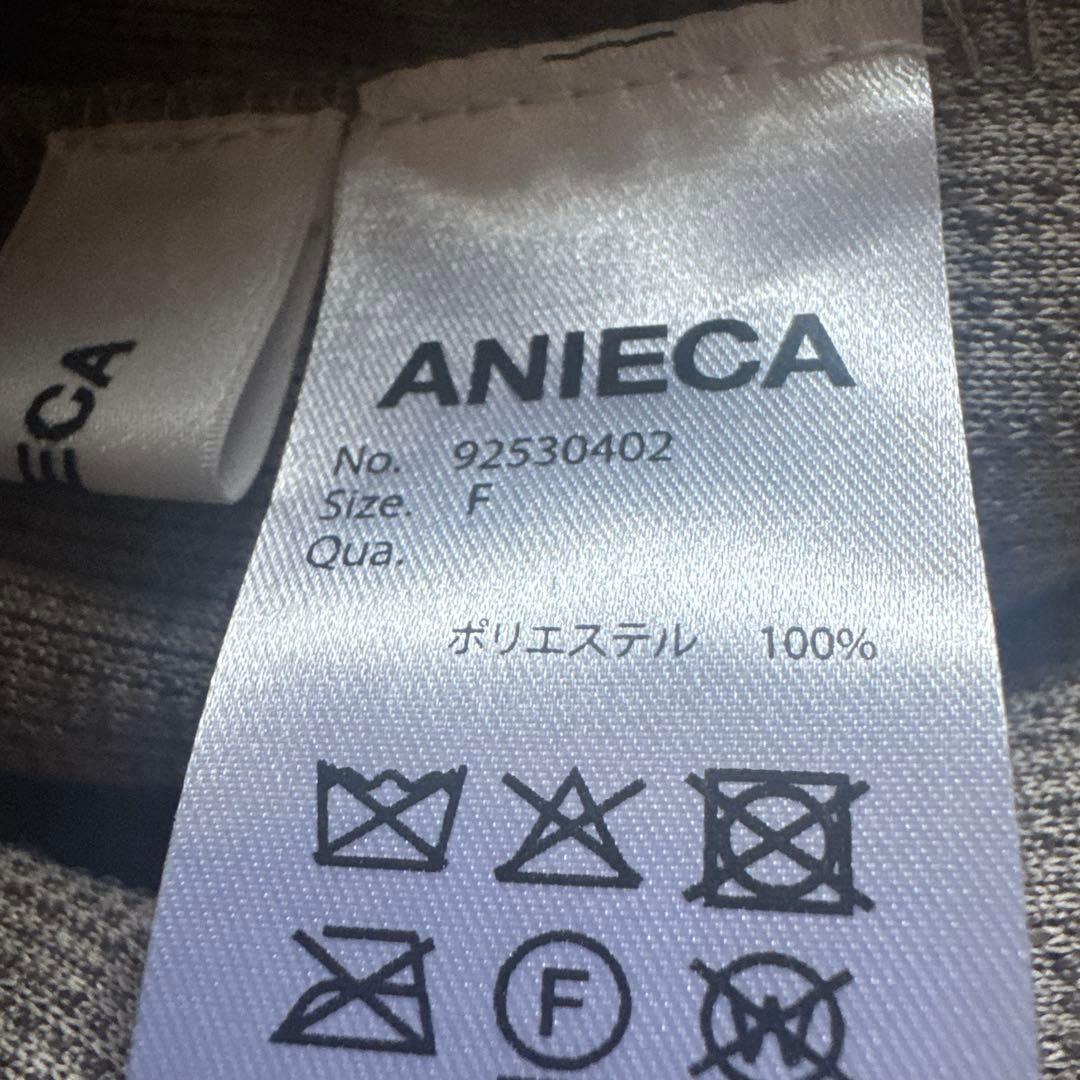 ECA
ANIECA
No. 92530402
Size. F
Qua.
ポリエステル 100%
F
W